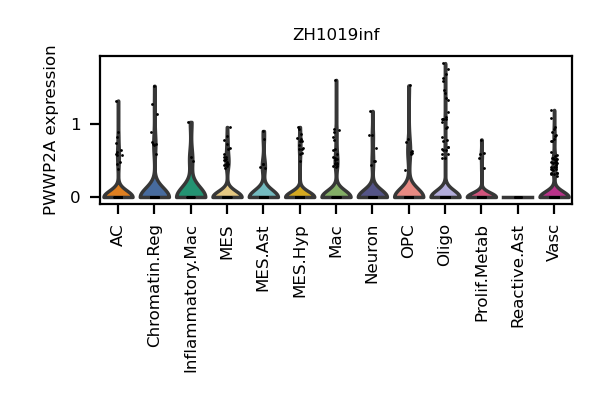 ZH1019inf
PWWP2A expression
1
0
AC
Chromatin.Reg
Inflammatory.Mac
MES
MES.Ast
MES.Hyp
Mac
Neuron
OPC
Oligo
Prolif.Metab
Reactive.Ast
Vasc